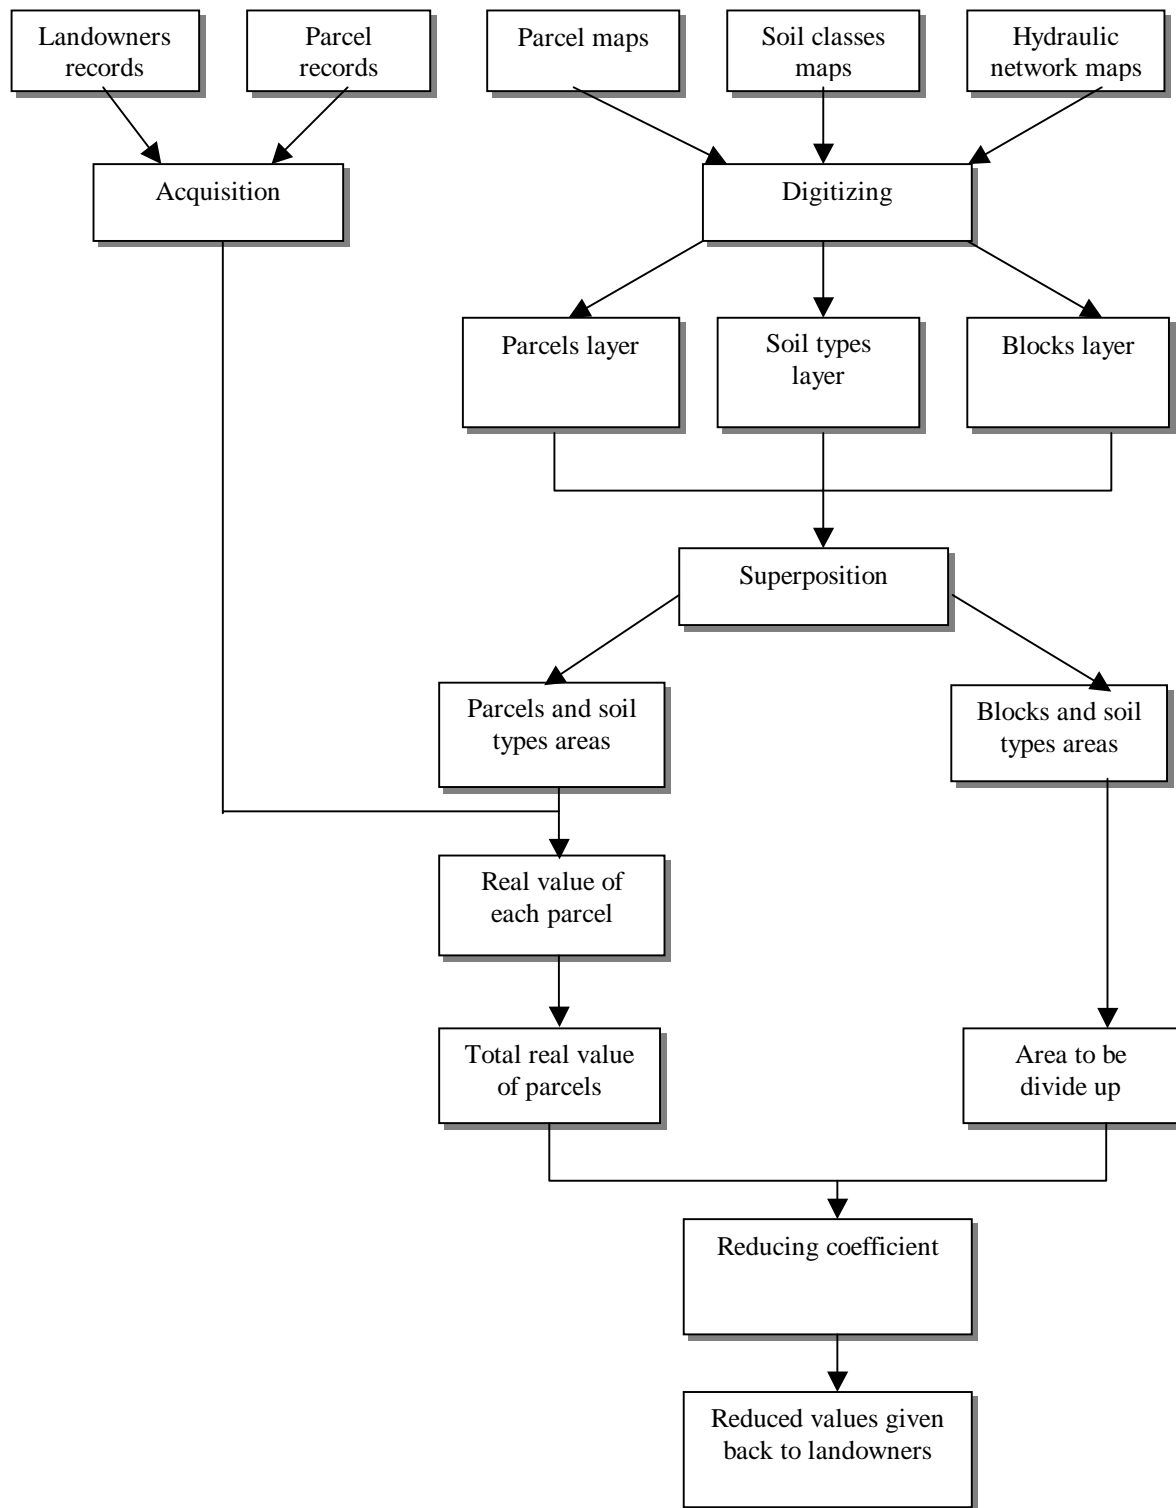 Landowners
records
Parcel
records
Parcel maps
Soil classes
maps
Hydraulic
network maps
Acquisition
Digitizing
Parcels layer
Soil types
layer
Blocks layer
Superposition
Parcels and soil
types areas
Blocks and soil
types areas
Real value of
each parcel
Total real value
of parcels
Area to be
divide up
Reducing coefficient
Reduced values given
back to landowners